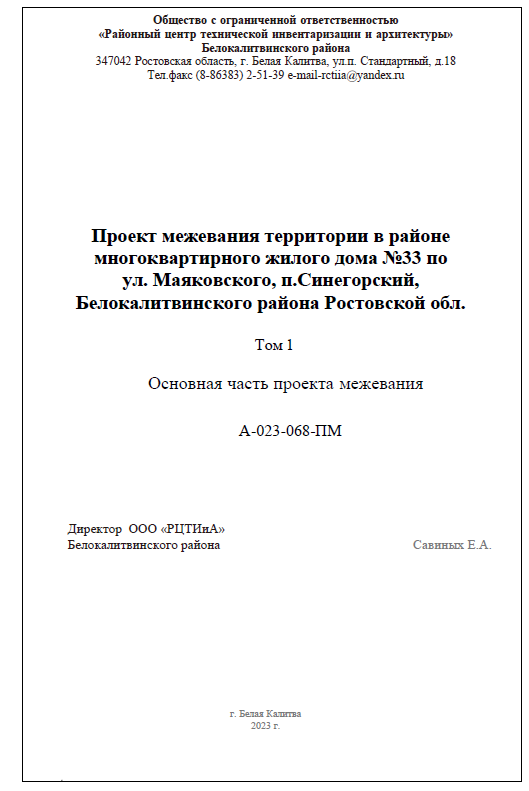 Общество с ограниченной ответственностью
«Районный центр технической инвентаризации и архитектуры»
Белокалитвинского района
347042 Ростовская область, г. Белая Калитва, ул.п. Стандартный, д.18
Тел.факс (8-86383) 2-51-39 e-mail-rctiia@yandex.ru
Проект межевания территории в районе
многоквартирного жилого дома №33 по
ул. Маяковского, п.Синегорский,
Белокалитвинского района Ростовской обл.
Том 1
Основная часть проекта межевания
А-023-068-ПМ
Директор ООО «РЦТИиА»
Белокалитвинского района Савиных Е.А.
г. Белая Калитва
2023 г.